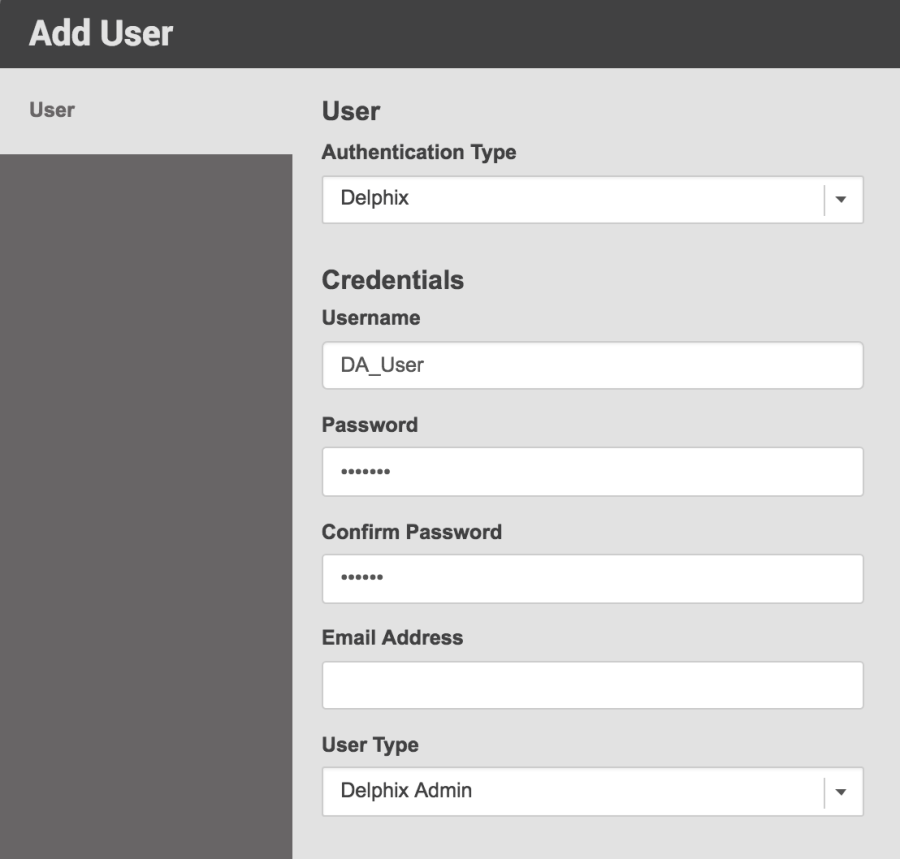 Add User
User
User
Authentication Type
Delphix
Credentials
Username
DA_User
Password
•••••••
Confirm Password
••••••
Email Address
User Type
Delphix Admin